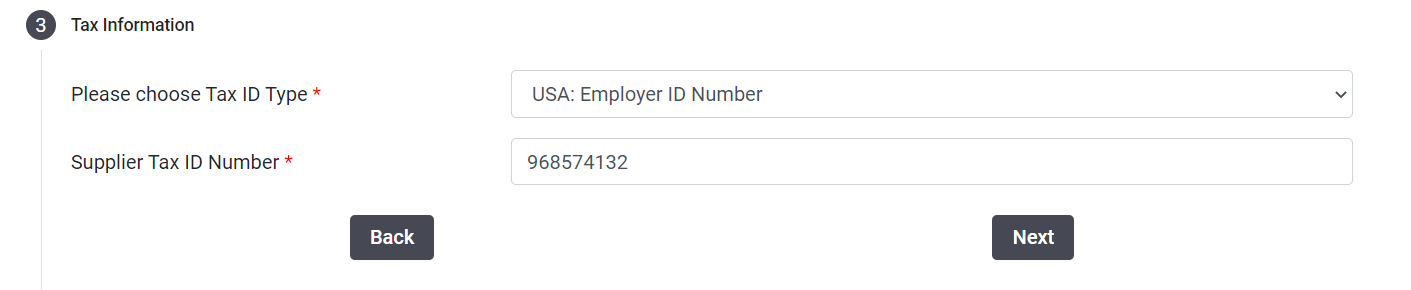 3 Tax Information
Please choose Tax ID Type * USA: Employer ID Number
Supplier Tax ID Number * 968574132
Back Next